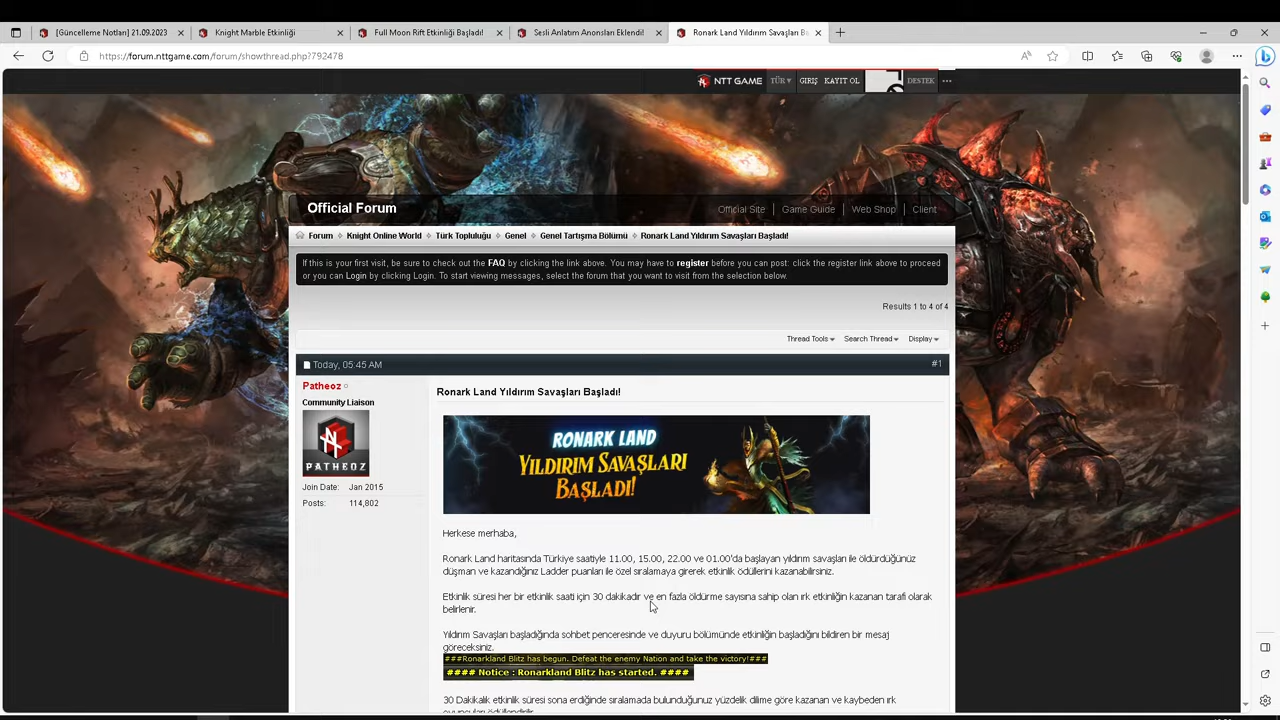 [Güncelleme Notları] 21.09.2023
Knight Marble Etkinliği
Full Moon Rift Etkinliği Başladı!
Sesli Anlatım Anonsları Eklendi!
Ronark Land Yıldırım Savaşları Ba
https://forum.nttgame.com/forum/showthread.php?792478
NTT GAME TÜR GİRİŞ KAYIT OL DESTEK
Official Forum
Official Site | Game Guide | Web Shop | Client
Forum Knight Online World Türk Topluluğu Genel Genel Tartışma Bölümü Ronark Land Yıldırım Savaşları Başladı!
If this is your first visit, be sure to check out the FAQ by clicking the link above. You may have to register before you can post: click the register link above to proceed
or you can Login by clicking Login. To start viewing messages, select the forum that you want to visit from the selection below.
Results 1 to 4 of 4
Thread Tools Search Thread Display
Today, 05:45 AM #1
Patheoz
Community Liaison
PATHEOZ
Join Date: Jan 2015
Posts: 114,802
Ronark Land Yıldırım Savaşları Başladı!
RONARK LAND
YILDIRIM SAVAŞLARI
BAŞLADI!
Herkese merhaba,
Ronark Land haritasında Türkiye saatiyle 11.00, 15.00, 22.00 ve 01.00'da başlayan yıldırım savaşları ile öldürdüğünüz
düşman ve kazandığınız Ladder puanları ile özel sıralamaya girerek etkinlik ödüllerini kazanabilirsiniz.
Etkinlik süresi her bir etkinlik saati için 30 dakikadır ve en fazla öldürme sayısına sahip olan ırk etkinliğin kazanan tarafı olarak
belirlenir.
Yıldırım Savaşları başladığında sohbet penceresinde ve duyuru bölümünde etkinliğin başladığını bildiren bir mesaj
göreceksiniz.
###Ronarkland Blitz has begun. Defeat the enemy Nation and take the victory!###
#### Notice : Ronarkland Blitz has started. ####
30 Dakikalık etkinlik süresi sona erdiğinde sıralamada bulunduğunuz yüzdelik dilime göre kazanan ve kaybeden ırk
oyuncuları ödüllendirilir.